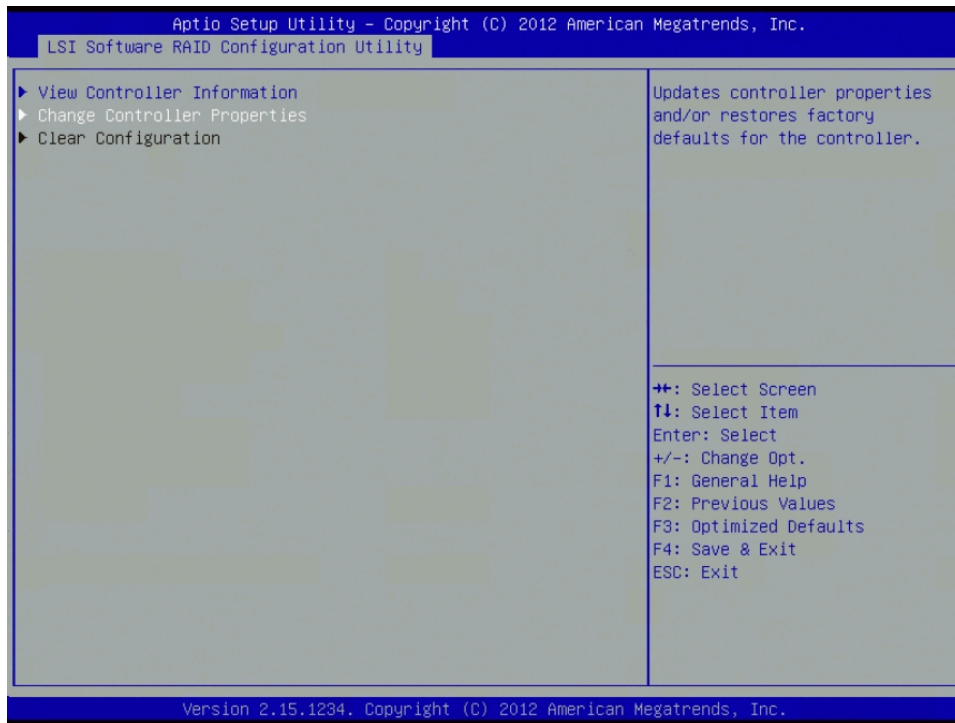 Aptio Setup Utility – Copyright (C) 2012 American Megatrends, Inc.
LSI Software RAID Configuration Utility
▶ View Controller Information
▶ Change Controller Properties
▶ Clear Configuration
Updates controller properties
and/or restores factory
defaults for the controller.
→←: Select Screen
↑↓: Select Item
Enter: Select
+/-: Change Opt.
F1: General Help
F2: Previous Values
F3: Optimized Defaults
F4: Save & Exit
ESC: Exit
Version 2.15.1234. Copyright (C) 2012 American Megatrends, Inc.